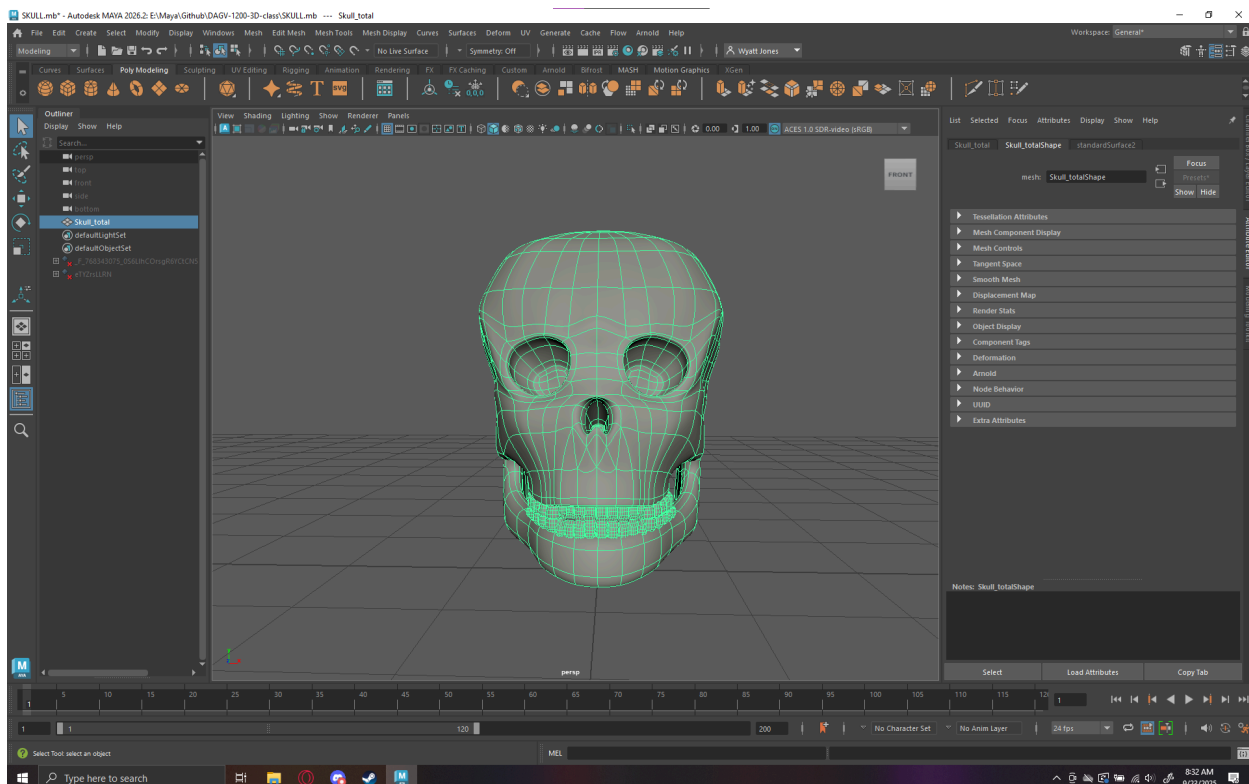 SKULL.mb* - Autodesk MAYA 2026.2: E:\Maya\Github\DAGV-1200-3D-class\SKULL.mb --- Skull_total
File Edit Create Select Modify Display Windows Mesh Edit Mesh Mesh Tools Mesh Display Curves Surfaces Deform UV Generate Cache Flow Arnold Help
Workspace: General*
Modeling
No Live Surface
Symmetry: Off
Wyatt Jones
Curves Surfaces Poly Modeling Sculpting UV Editing Rigging Animation Rendering FX FX Caching Custom Arnold Bifrost MASH Motion Graphics XGen
T
svg
Outliner
Display Show Help
Search...
persp
top
front
side
bottom
Skull_total
defaultLightSet
defaultObjectSet
eTYZrsLLRN
View Shading Lighting Show Renderer Panels
0.00
1.00
ACES 1.0 SDR-video (sRGB)
FRONT
persp
List Selected Focus Attributes Display Show Help
Skull_total Skull_totalShape standardSurface2
mesh: Skull_totalShape
Focus
Presets*
Show Hide
Tessellation Attributes
Mesh Component Display
Mesh Controls
Tangent Space
Smooth Mesh
Displacement Map
Render Stats
Object Display
Component Tags
Deformation
Arnold
Node Behavior
UUID
Extra Attributes
Notes: Skull_totalShape
Select Load Attributes Copy Tab
1 5 10 15 20 25 30 35 40 45 50 55 60 65 70 75 80 85 90 95 100 105 110 115 1
1 1 120 200 No Character Set No Anim Layer 24 fps
Select Tool: select an object
MEL
Type here to search
8:32 AM